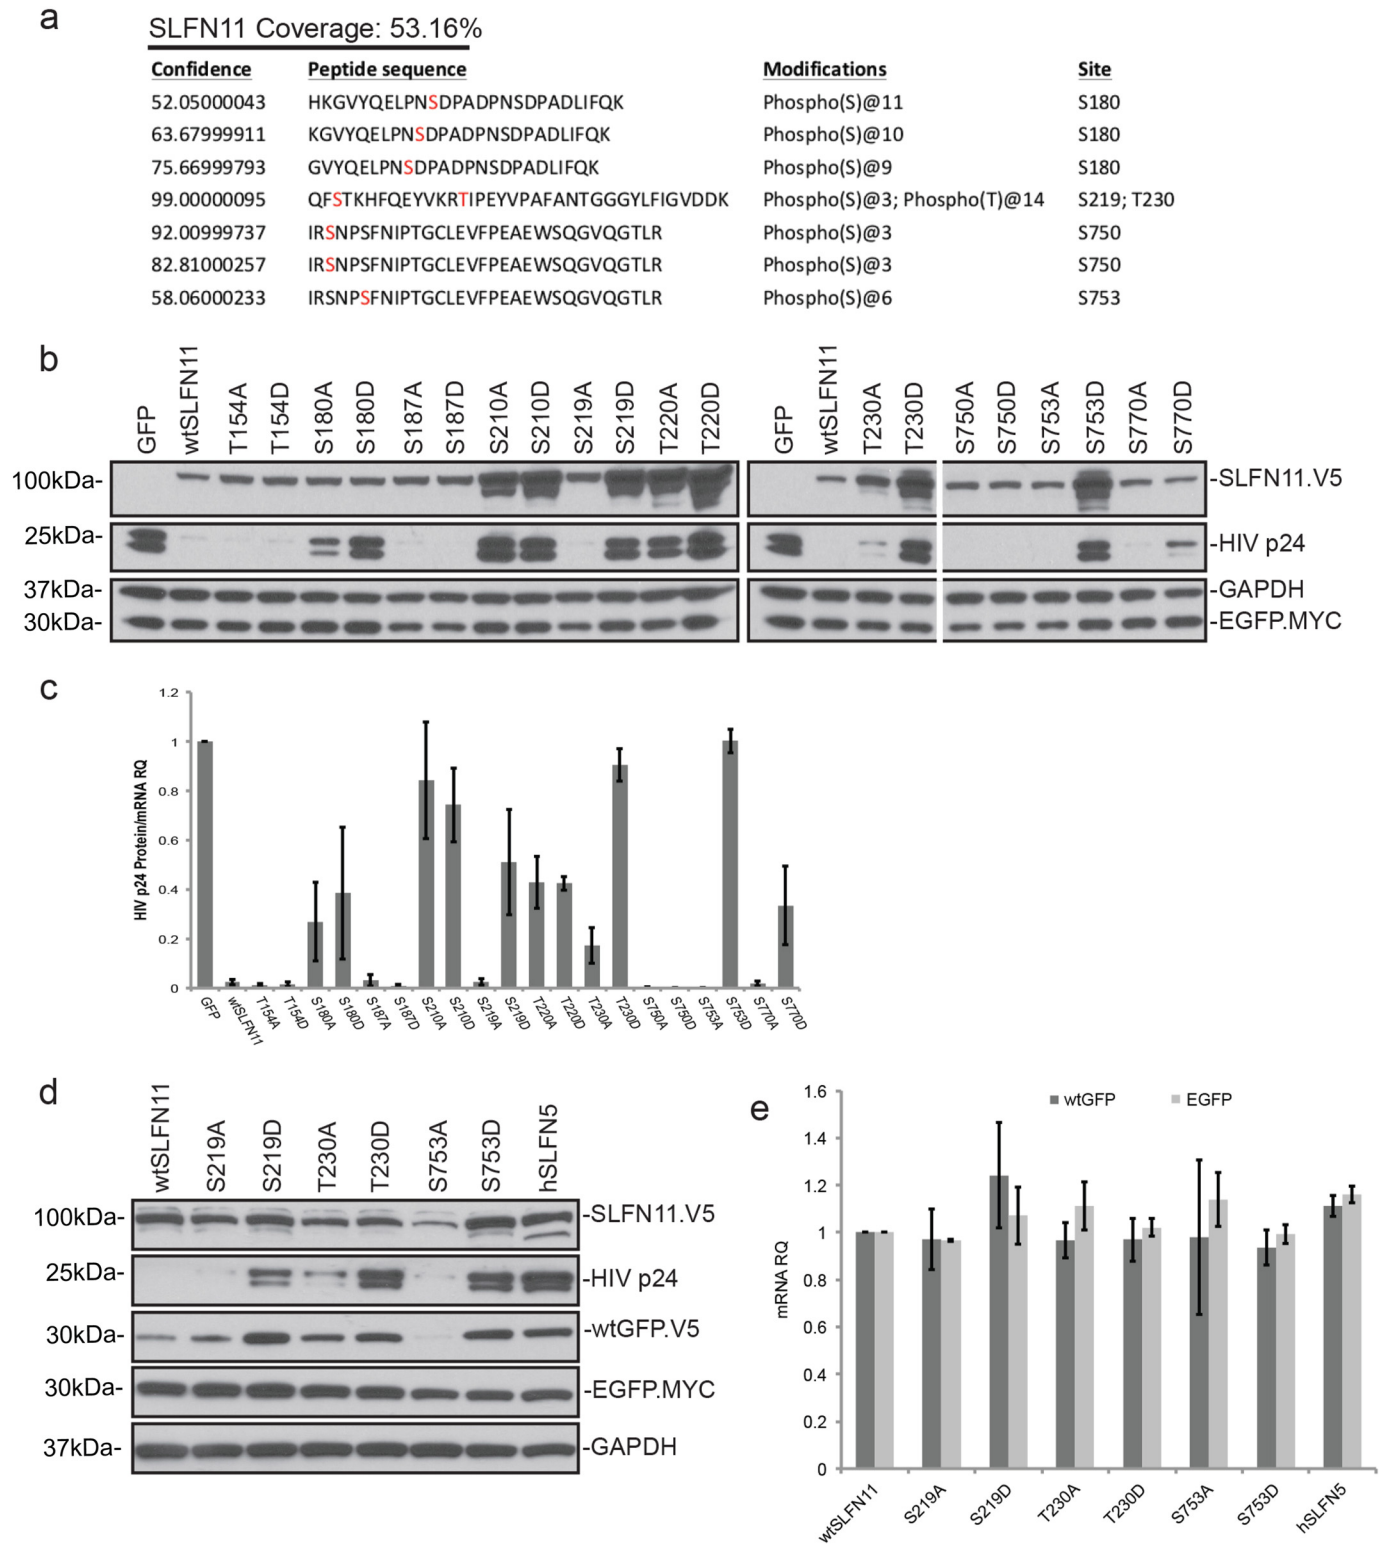 a
SLFN11 Coverage: 53.16%
Confidence Peptide sequence Modifications Site
52.05000043 HKGVYQELPNSDPADPNSDPADLIFQK Phospho(S)@11 S180
63.67999911 KGVYQELPNSDPADPNSDPADLIFQK Phospho(S)@10 S180
75.66999793 GVYQELPNSDPADPNSDPADLIFQK Phospho(S)@9 S180
99.00000095 QFSTKHFQEYVKRTIPEYVPAFANTGGGYLFIGVDDK Phospho(S)@3; Phospho(T)@14 S219; T230
92.00999737 IRSNPSFNIPTGCLEVFPEAEWSQGVQGTLR Phospho(S)@3 S750
82.81000257 IRSNPSFNIPTGCLEVFPEAEWSQGVQGTLR Phospho(S)@3 S750
58.06000233 IRSNPSFNIPTGCLEVFPEAEWSQGVQGTLR Phospho(S)@6 S753
b
GFP wtSLFN11 T154A T154D S180A S180D S187A S187D S210A S210D S219A S219D T220A T220D GFP wtSLFN11 T230A T230D S750A S750D S753A S753D S770A S770D
100kDa- -SLFN11.V5
25kDa- -HIV p24
37kDa- -GAPDH
30kDa- -EGFP.MYC
c
HIV p24 Protein/mRNA RQ
1.2
1
0.8
0.6
0.4
0.2
0
GFP wtSLFN11 T154A T154D S180A S180D S187A S187D S210A S210D S219A S219D T220A T220D T230A T230D S750A S750D S753A S753D S770A S770D
d
wtSLFN11 S219A S219D T230A T230D S753A S753D hSLFN5
100kDa- -SLFN11.V5
25kDa- -HIV p24
30kDa- -wtGFP.V5
30kDa- -EGFP.MYC
37kDa- -GAPDH
e
wtGFP EGFP
mRNA RQ
1.6
1.4
1.2
1
0.8
0.6
0.4
0.2
0
wtSLFN11 S219A S219D T230A T230D S753A S753D hSLFN5